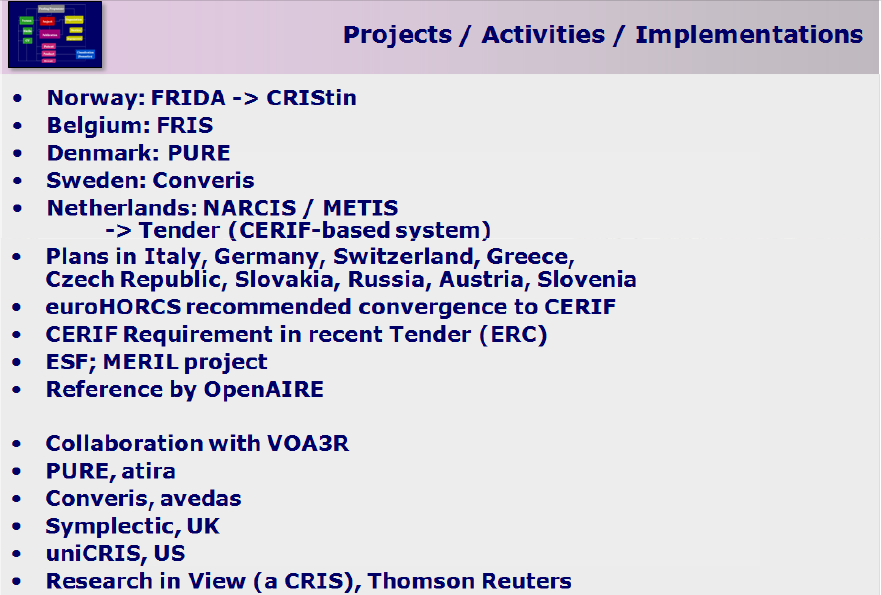 Projects / Activities / Implementations
• Norway: FRIDA -> CRIStin
• Belgium: FRIS
• Denmark: PURE
• Sweden: Converis
• Netherlands: NARCIS / METIS
-> Tender (CERIF-based system)
• Plans in Italy, Germany, Switzerland, Greece,
Czech Republic, Slovakia, Russia, Austria, Slovenia
• euroHORCS recommended convergence to CERIF
• CERIF Requirement in recent Tender (ERC)
• ESF; MERIL project
• Reference by OpenAIRE
• Collaboration with VOA3R
• PURE, atira
• Converis, avedas
• Symplectic, UK
• uniCRIS, US
• Research in View (a CRIS), Thomson Reuters